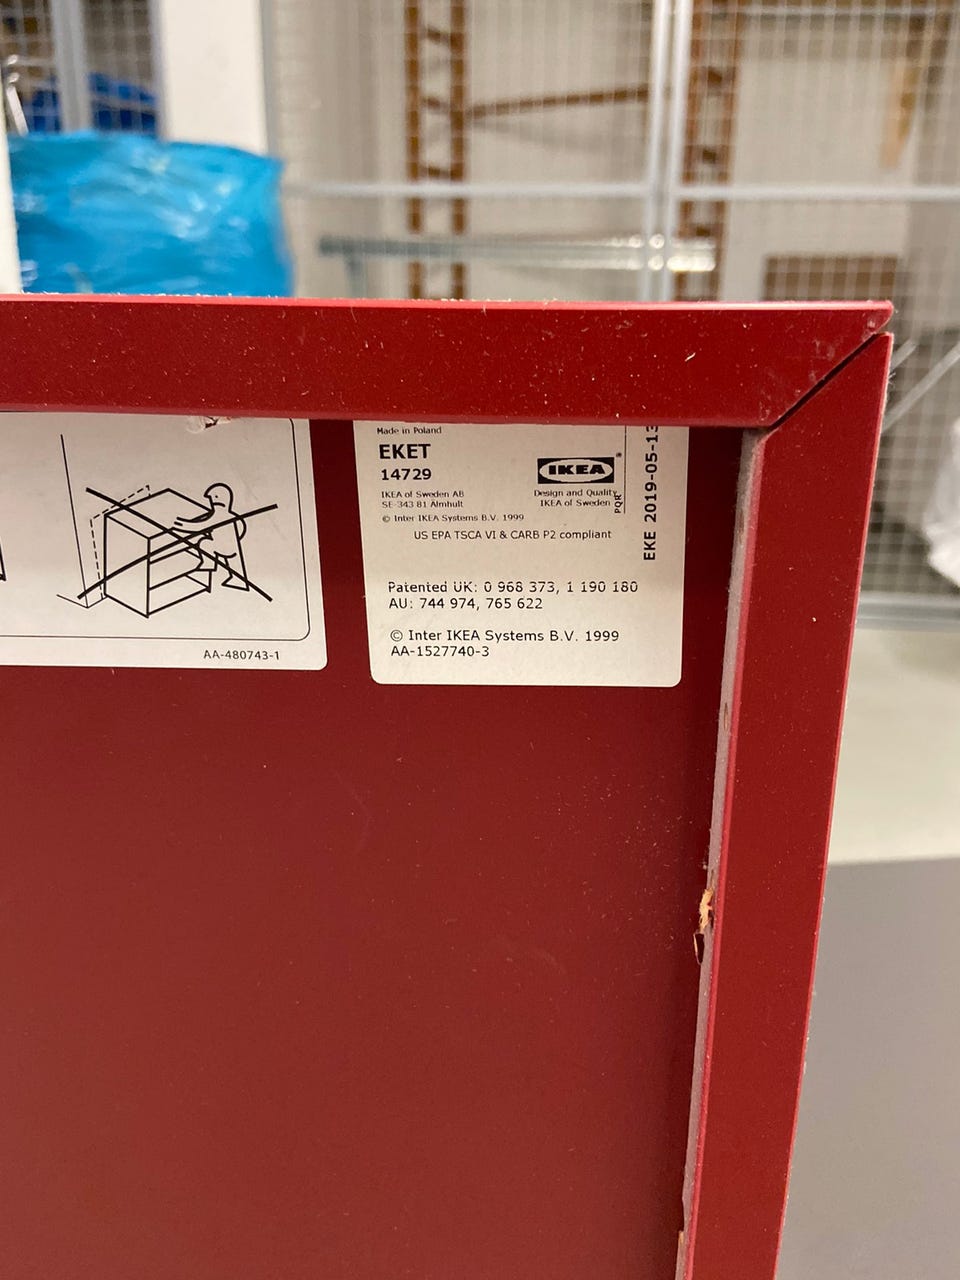 Made in Poland
EKET
14729
IKEA of Sweden AB
SE-343 81 Älmhult
© Inter IKEA Systems B.V. 1999
IKEA®
Design and Quality
IKEA of Sweden
PQR
US EPA TSCA VI & CARB P2 compliant
Patented UK: 0 968 373, 1 190 180
AU: 744 974, 765 622
© Inter IKEA Systems B.V. 1999
AA-1527740-3
EKE 2019-05-13
AA-480743-1